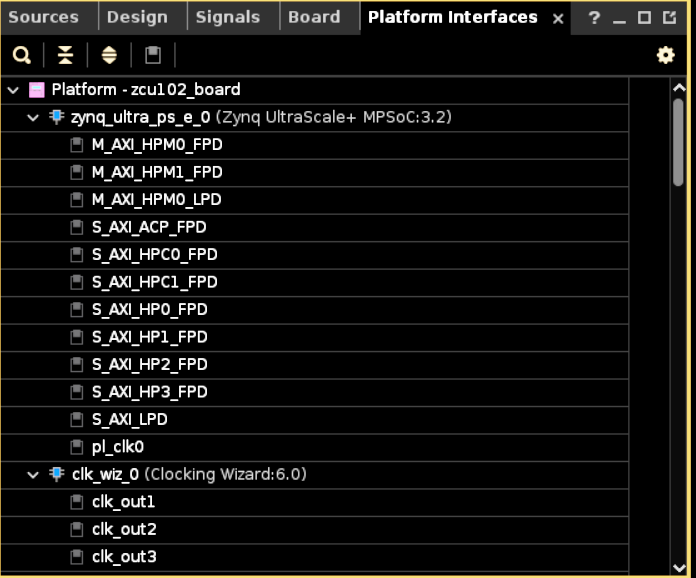 Sources Design Signals Board Platform Interfaces × ?
Platform - zcu102_board
zynq_ultra_ps_e_0 (Zynq UltraScale+ MPSoC:3.2)
M_AXI_HPM0_FPD
M_AXI_HPM1_FPD
M_AXI_HPM0_LPD
S_AXI_ACP_FPD
S_AXI_HPC0_FPD
S_AXI_HPC1_FPD
S_AXI_HP0_FPD
S_AXI_HP1_FPD
S_AXI_HP2_FPD
S_AXI_HP3_FPD
S_AXI_LPD
pl_clk0
clk_wiz_0 (Clocking Wizard:6.0)
clk_out1
clk_out2
clk_out3